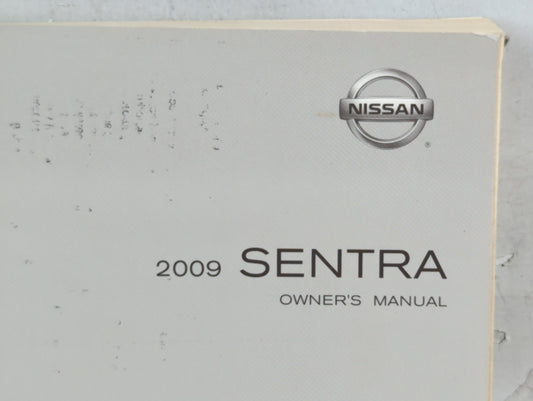 NISSAN
2009 SENTRA
OWNER'S MANUAL